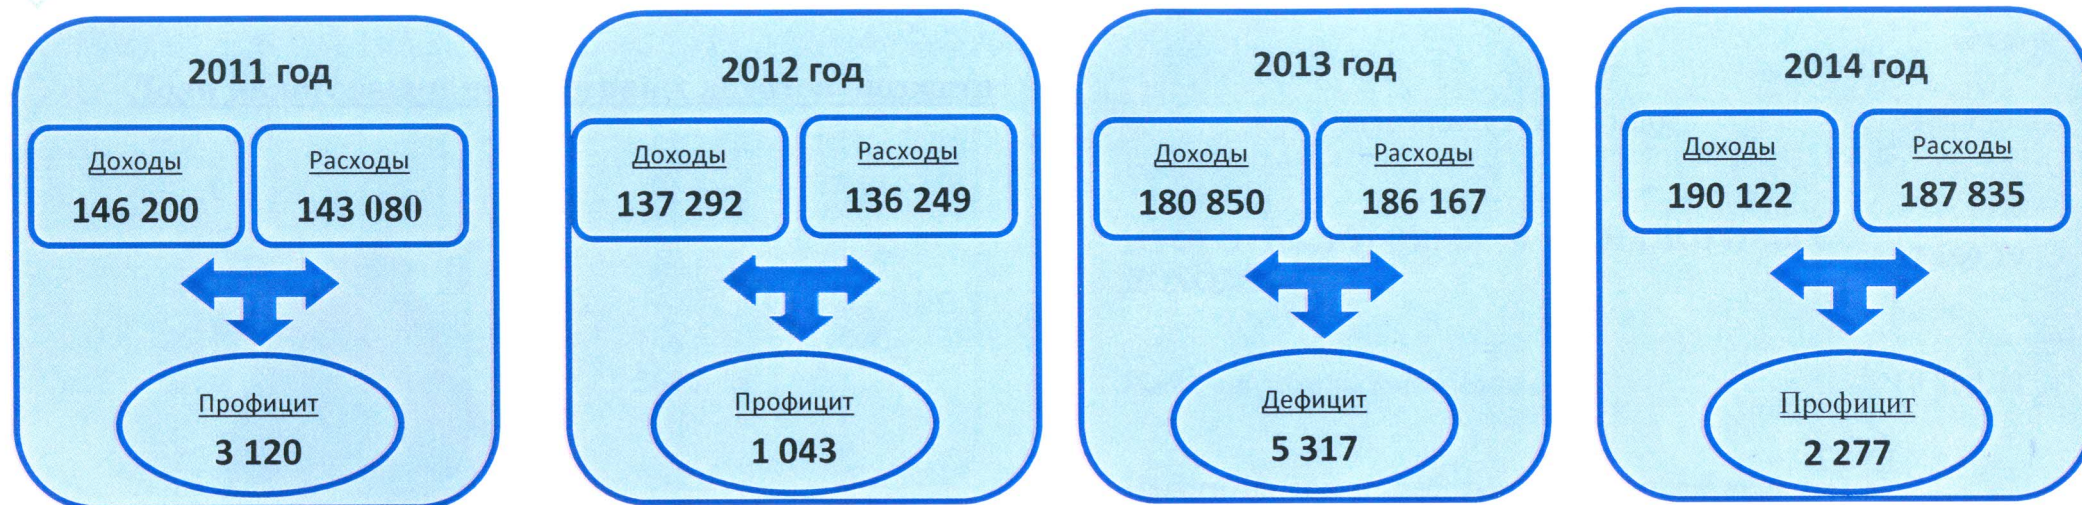 2011 год
Доходы
146 200
Расходы
143 080
Профицит
3 120
2012 год
Доходы
137 292
Расходы
136 249
Профицит
1 043
2013 год
Доходы
180 850
Расходы
186 167
Дефицит
5 317
2014 год
Доходы
190 122
Расходы
187 835
Профицит
2 277